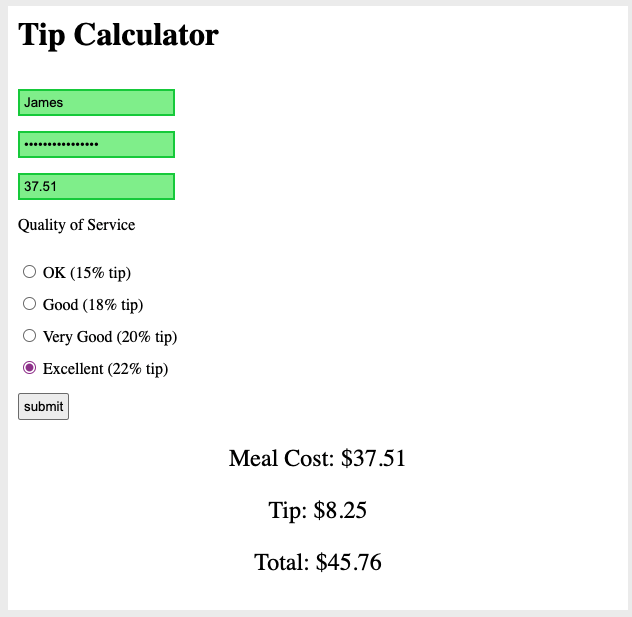 Tip Calculator
James
••••••••••••••••
37.51
Quality of Service
OK (15% tip)
Good (18% tip)
Very Good (20% tip)
Excellent (22% tip)
submit
Meal Cost: $37.51
Tip: $8.25
Total: $45.76